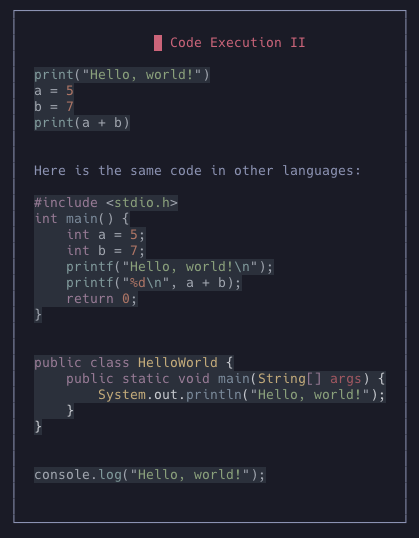 Code Execution II
print("Hello, world!")
a = 5
b = 7
print(a + b)
Here is the same code in other languages:
#include <stdio.h>
int main() {
    int a = 5;
    int b = 7;
    printf("Hello, world!\n");
    printf("%d\n", a + b);
    return 0;
}
public class HelloWorld {
    public static void main(String[] args) {
        System.out.println("Hello, world!");
    }
}
console.log("Hello, world!");